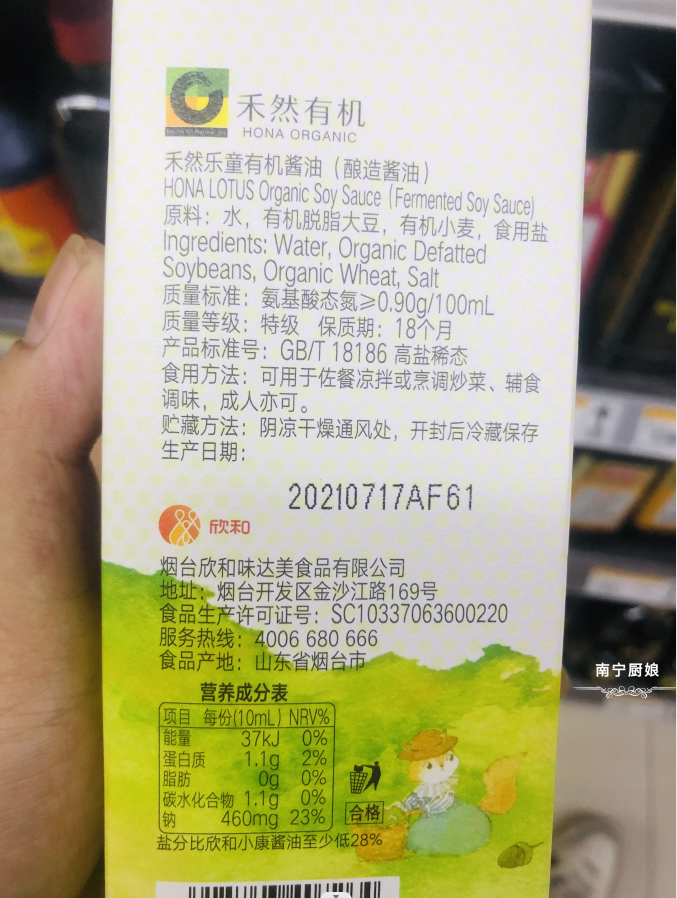 禾然有机
HONA ORGANIC
禾然乐童有机酱油（酿造酱油）
HONA LOTUS Organic Soy Sauce (Fermented Soy Sauce)
原料：水，有机脱脂大豆，有机小麦，食用盐
Ingredients: Water, Organic Defatted
Soybeans, Organic Wheat, Salt
质量标准：氨基酸态氮≥0.90g/100mL
质量等级：特级 保质期：18个月
产品标准号：GB/T 18186 高盐稀态
食用方法：可用于佐餐凉拌或烹调炒菜、辅食
调味，成人亦可。
贮藏方法：阴凉干燥通风处，开封后冷藏保存
生产日期：
20210717AF61
欣和
烟台欣和味达美食品有限公司
地址：烟台开发区金沙江路169号
食品生产许可证号：SC10337063600220
服务热线：4006 680 666
食品产地：山东省烟台市
南宁厨娘
营养成分表
项目 每份(10mL) NRV%
能量 37kJ 0%
蛋白质 1.1g 2%
脂肪 0g 0%
碳水化合物 1.1g 0%
钠 460mg 23%
合格
盐分比欣和小康酱油至少低28%